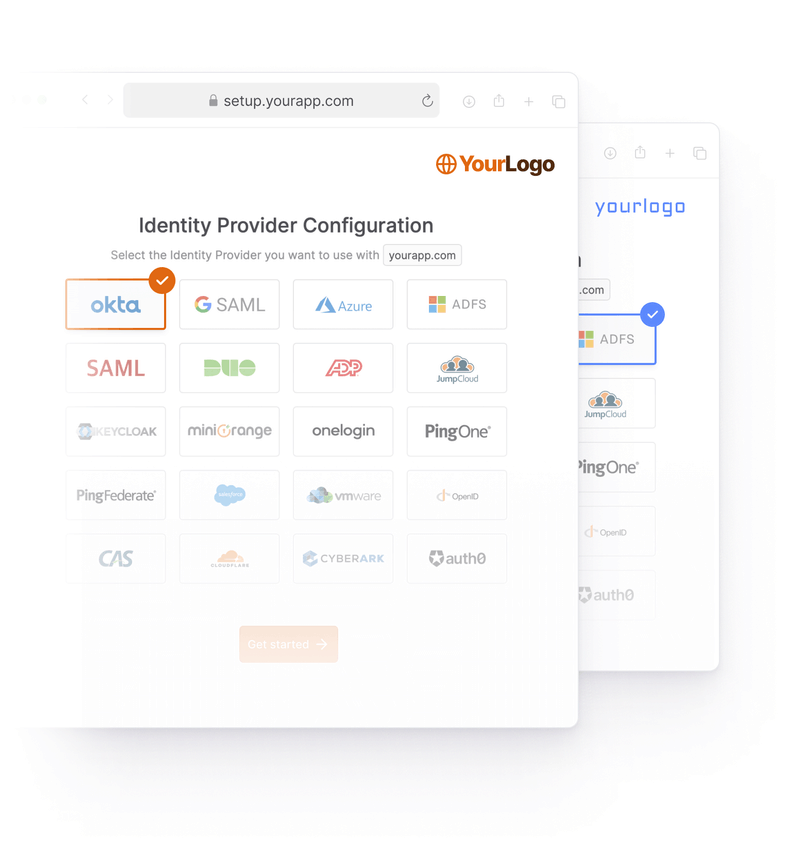 setup.yourapp.com
YourLogo
Identity Provider Configuration
Select the Identity Provider you want to use with yourapp.com
okta
G SAML
Azure
ADFS
SAML
DUO
ADP
JumpCloud
KEYCLOAK
miniOrange
onelogin
PingOne®
PingFederate®
salesforce
vmware
OpenID
CAS
CLOUDFLARE
CYBERARK
auth0
Get started →
yourlogo
n
.com
ADFS
JumpCloud
PingOne®
OpenID
auth0